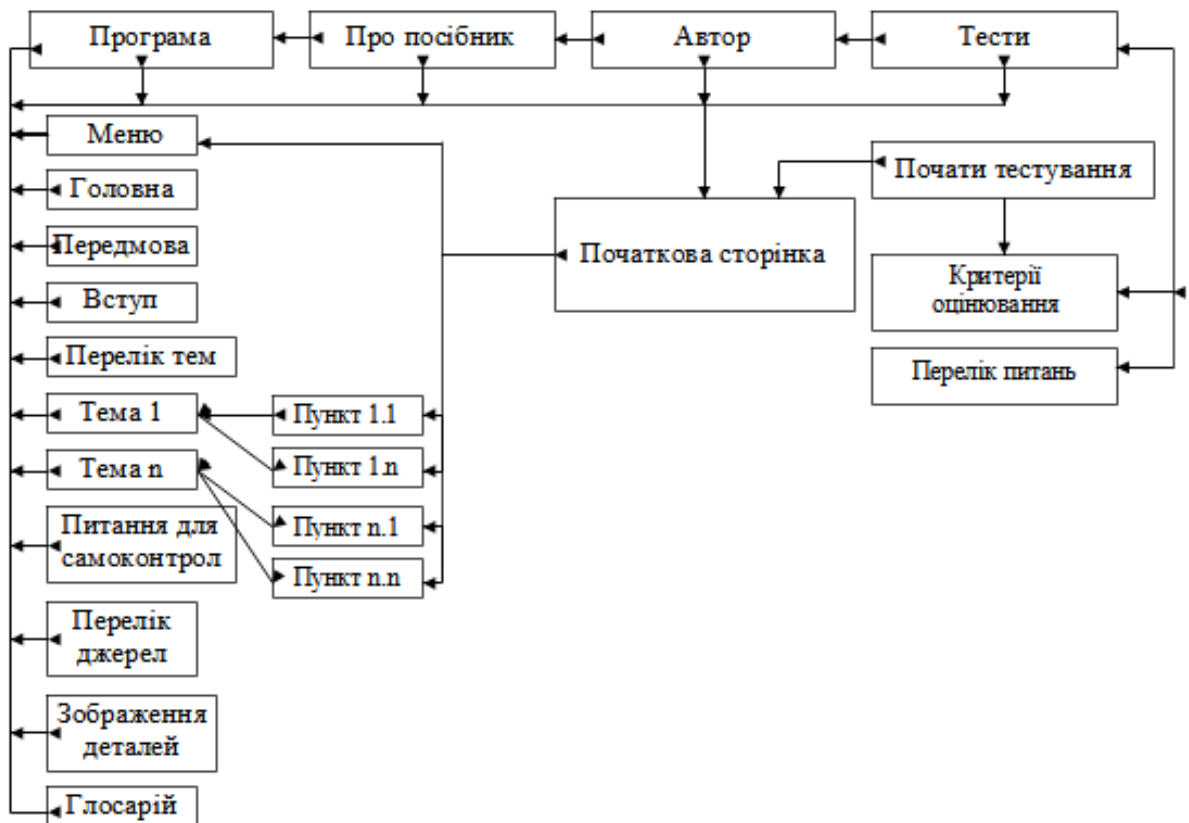 Програма
Про посібник
Автор
Тести
Меню
Почати тестування
Головна
Передмова
Початкова сторінка
Критерії
оцінювання
Вступ
Перелік тем
Перелік питань
Тема 1
Пункт 1.1
Тема n
Пункт 1.n
Питання для
самоконтрол
Пункт n.1
Пункт n.n
Перелік
джерел
Зображення
деталей
Глосарій